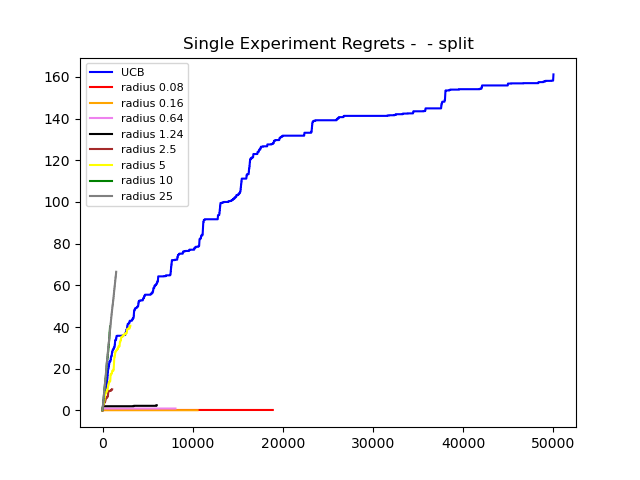 Single Experiment Regrets -  - split
160
140
120
100
80
60
40
20
0
UCB
radius 0.08
radius 0.16
radius 0.64
radius 1.24
radius 2.5
radius 5
radius 10
radius 25
0 10000 20000 30000 40000 50000